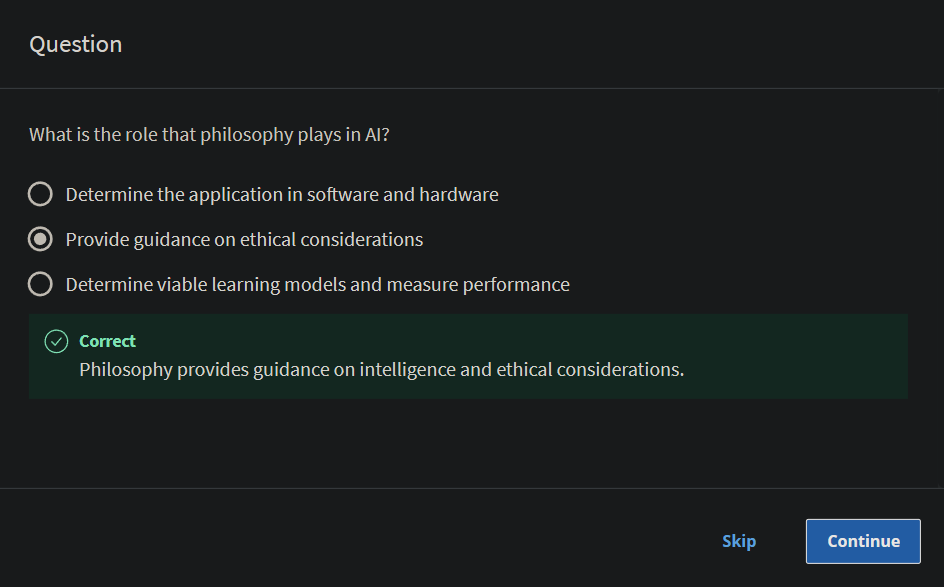 Question
What is the role that philosophy plays in AI?
Determine the application in software and hardware
Provide guidance on ethical considerations
Determine viable learning models and measure performance
Correct
Philosophy provides guidance on intelligence and ethical considerations.
Skip
Continue